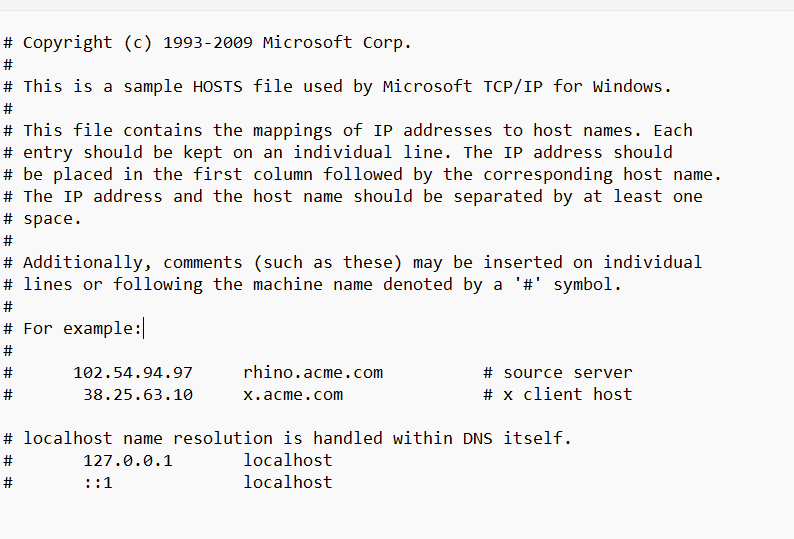 # Copyright (c) 1993-2009 Microsoft Corp.
#
# This is a sample HOSTS file used by Microsoft TCP/IP for Windows.
#
# This file contains the mappings of IP addresses to host names. Each
# entry should be kept on an individual line. The IP address should
# be placed in the first column followed by the corresponding host name.
# The IP address and the host name should be separated by at least one
# space.
#
# Additionally, comments (such as these) may be inserted on individual
# lines or following the machine name denoted by a '#' symbol.
#
# For example:
#
#      102.54.94.97     rhino.acme.com          # source server
#       38.25.63.10     x.acme.com              # x client host

# localhost name resolution is handled within DNS itself.
#       127.0.0.1       localhost
#       ::1             localhost